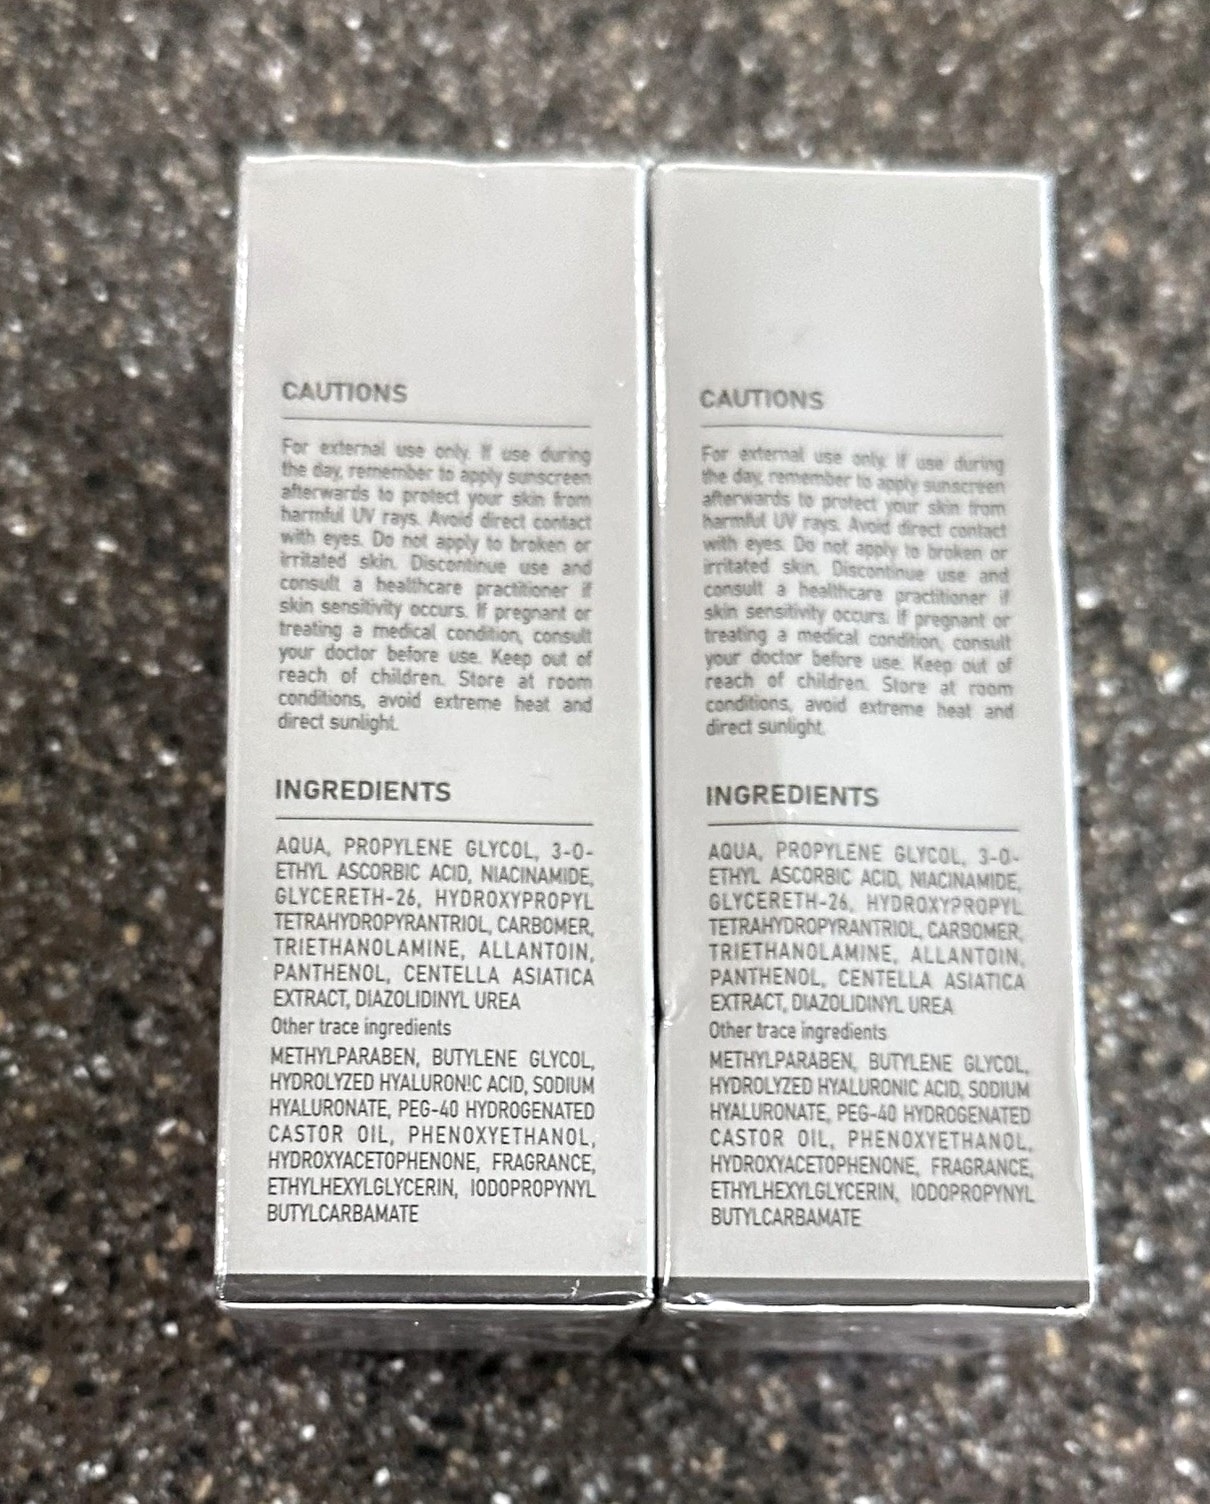 CAUTIONS
For external use only. If use during
the day, remember to apply sunscreen
afterwards to protect your skin from
harmful UV rays. Avoid direct contact
with eyes. Do not apply to broken or
irritated skin. Discontinue use and
consult a healthcare practitioner if
skin sensitivity occurs. If pregnant or
treating a medical condition, consult
your doctor before use. Keep out of
reach of children. Store at room
conditions, avoid extreme heat and
direct sunlight.
INGREDIENTS
AQUA, PROPYLENE GLYCOL, 3-O-
ETHYL ASCORBIC ACID, NIACINAMIDE,
GLYCERETH-26, HYDROXYPROPYL
TETRAHYDROPYRANTRIOL, CARBOMER,
TRIETHANOLAMINE, ALLANTOIN,
PANTHENOL, CENTELLA ASIATICA
EXTRACT, DIAZOLIDINYL UREA
Other trace ingredients
METHYLPARABEN, BUTYLENE GLYCOL,
HYDROLYZED HYALURONIC ACID, SODIUM
HYALURONATE, PEG-40 HYDROGENATED
CASTOR OIL, PHENOXYETHANOL,
HYDROXYACETOPHENONE, FRAGRANCE,
ETHYLHEXYLGLYCERIN, IODOPROPYNYL
BUTYLCARBAMATE
CAUTIONS
For external use only. If use during
the day, remember to apply sunscreen
afterwards to protect your skin from
harmful UV rays. Avoid direct contact
with eyes. Do not apply to broken or
irritated skin. Discontinue use and
consult a healthcare practitioner if
skin sensitivity occurs. If pregnant or
treating a medical condition, consult
your doctor before use. Keep out of
reach of children. Store at room
conditions, avoid extreme heat and
direct sunlight.
INGREDIENTS
AQUA, PROPYLENE GLYCOL, 3-O-
ETHYL ASCORBIC ACID, NIACINAMIDE,
GLYCERETH-26, HYDROXYPROPYL
TETRAHYDROPYRANTRIOL, CARBOMER,
TRIETHANOLAMINE, ALLANTOIN,
PANTHENOL, CENTELLA ASIATICA
EXTRACT, DIAZOLIDINYL UREA
Other trace ingredients
METHYLPARABEN, BUTYLENE GLYCOL,
HYDROLYZED HYALURONIC ACID, SODIUM
HYALURONATE, PEG-40 HYDROGENATED
CASTOR OIL, PHENOXYETHANOL,
HYDROXYACETOPHENONE, FRAGRANCE,
ETHYLHEXYLGLYCERIN, IODOPROPYNYL
BUTYLCARBAMATE